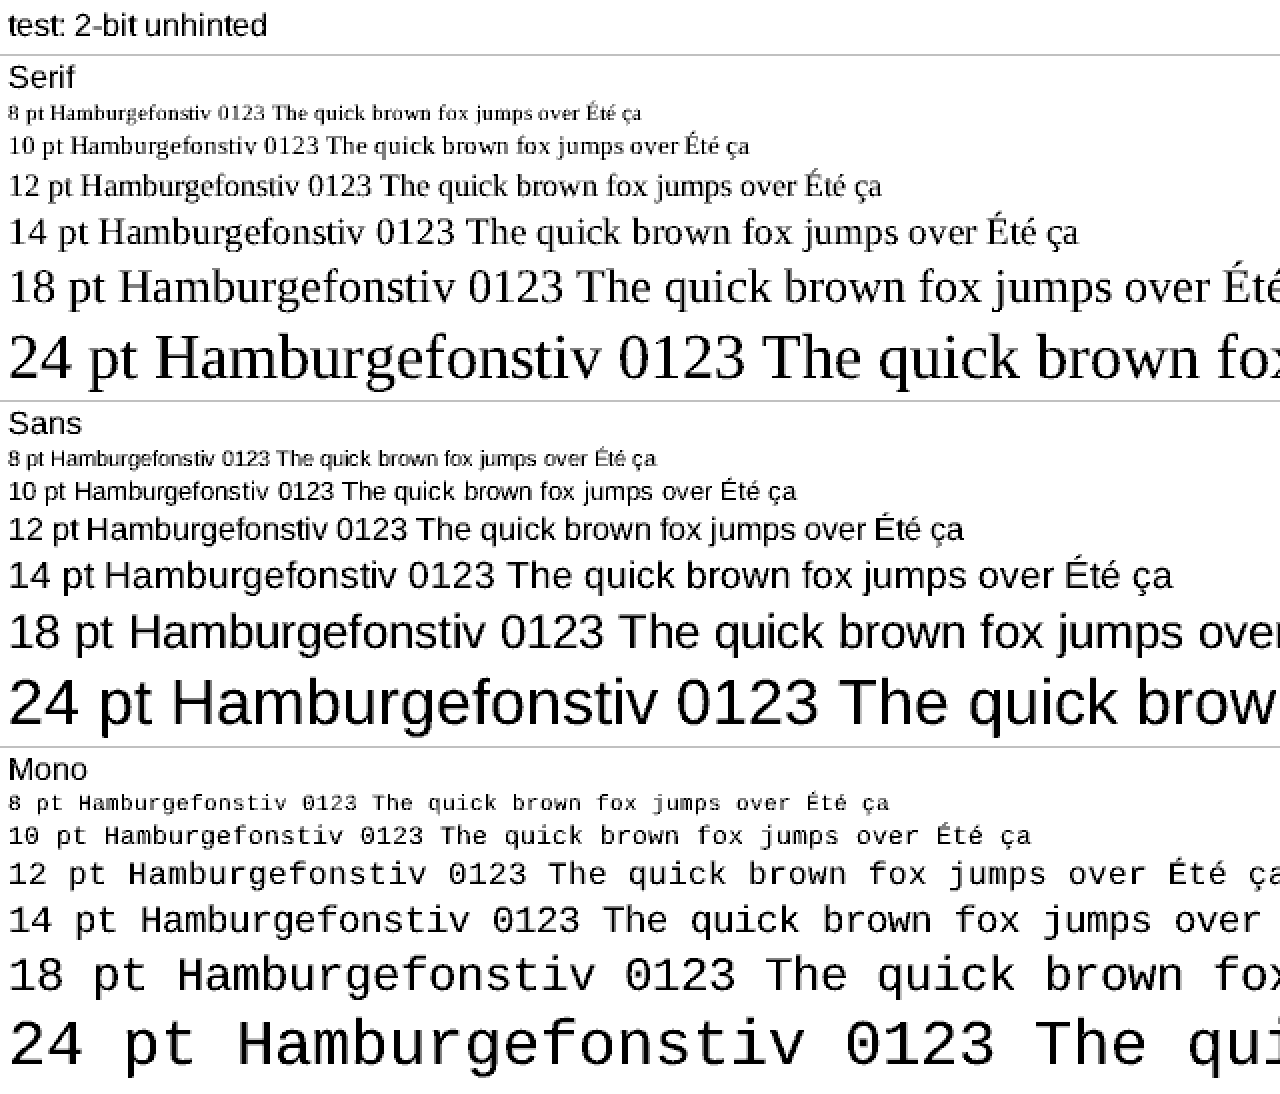 test: 2-bit unhinted
Serif
8 pt Hamburgefonstiv 0123 The quick brown fox jumps over Été ça
10 pt Hamburgefonstiv 0123 The quick brown fox jumps over Été ça
12 pt Hamburgefonstiv 0123 The quick brown fox jumps over Été ça
14 pt Hamburgefonstiv 0123 The quick brown fox jumps over Été ça
18 pt Hamburgefonstiv 0123 The quick brown fox jumps over Été
24 pt Hamburgefonstiv 0123 The quick brown fox
Sans
8 pt Hamburgefonstiv 0123 The quick brown fox jumps over Été ça
10 pt Hamburgefonstiv 0123 The quick brown fox jumps over Été ça
12 pt Hamburgefonstiv 0123 The quick brown fox jumps over Été ça
14 pt Hamburgefonstiv 0123 The quick brown fox jumps over Été ça
18 pt Hamburgefonstiv 0123 The quick brown fox jumps over
24 pt Hamburgefonstiv 0123 The quick brow
Mono
8 pt Hamburgefonstiv 0123 The quick brown fox jumps over Été ça
10 pt Hamburgefonstiv 0123 The quick brown fox jumps over Été ça
12 pt Hamburgefonstiv 0123 The quick brown fox jumps over Été ça
14 pt Hamburgefonstiv 0123 The quick brown fox jumps over
18 pt Hamburgefonstiv 0123 The quick brown fox
24 pt Hamburgefonstiv 0123 The qui